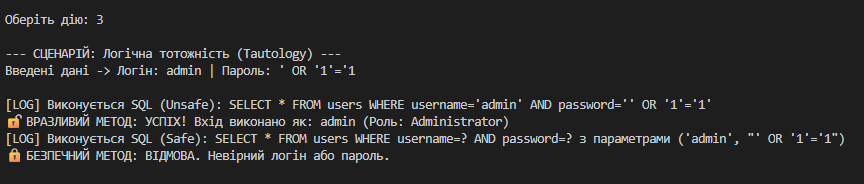 Оберіть дію: 3
--- СЦЕНАРІЙ: Логічна тотожність (Tautology) ---
Введені дані -> Логін: admin | Пароль: ' OR '1'='1
[LOG] Виконується SQL (Unsafe): SELECT * FROM users WHERE username='admin' AND password='' OR '1'='1'
🔓 ВРАЗЛИВИЙ МЕТОД: УСПІХ! Вхід виконано як: admin (Роль: Administrator)
[LOG] Виконується SQL (Safe): SELECT * FROM users WHERE username=? AND password=? з параметрами ('admin', "' OR '1'='1")
🔒 БЕЗПЕЧНИЙ МЕТОД: ВІДМОВА. Невірний логін або пароль.